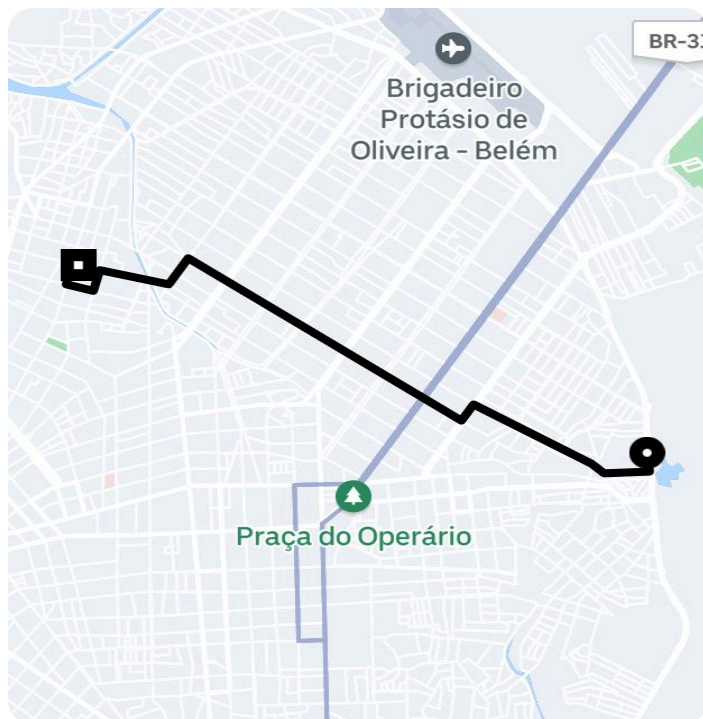 BR-31
Brigadeiro
Protásio de
Oliveira - Belém
Praça do Operário